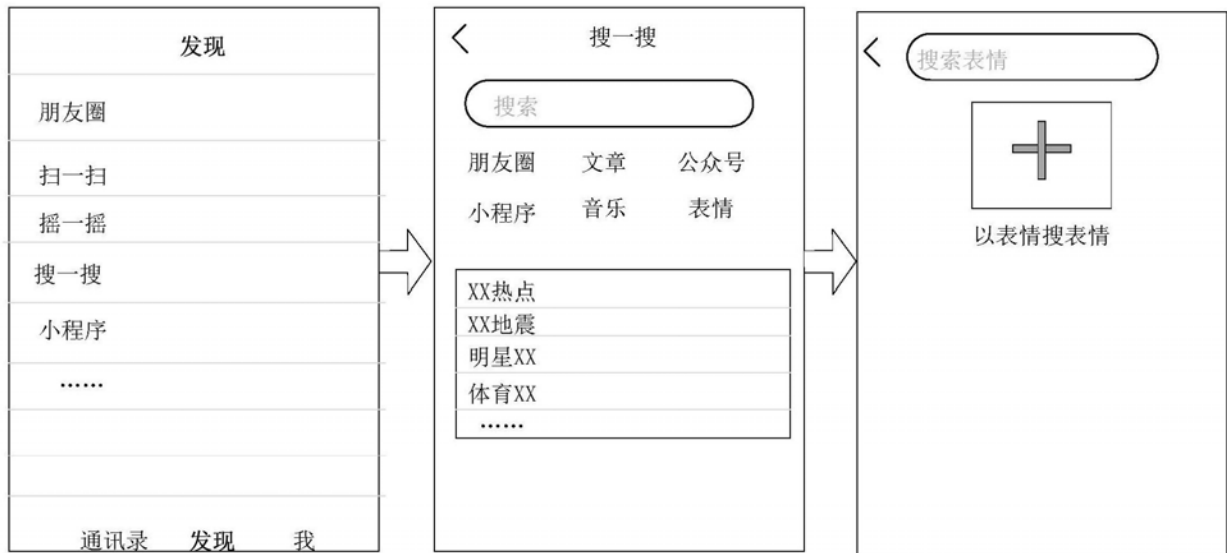 发现
朋友圈
扫一扫
摇一摇
搜一搜
小程序
……
通讯录 发现 我
搜一搜
搜索
朋友圈 文章 公众号
小程序 音乐 表情
XX热点
XX地震
明星XX
体育XX
……
搜索表情
以表情搜表情